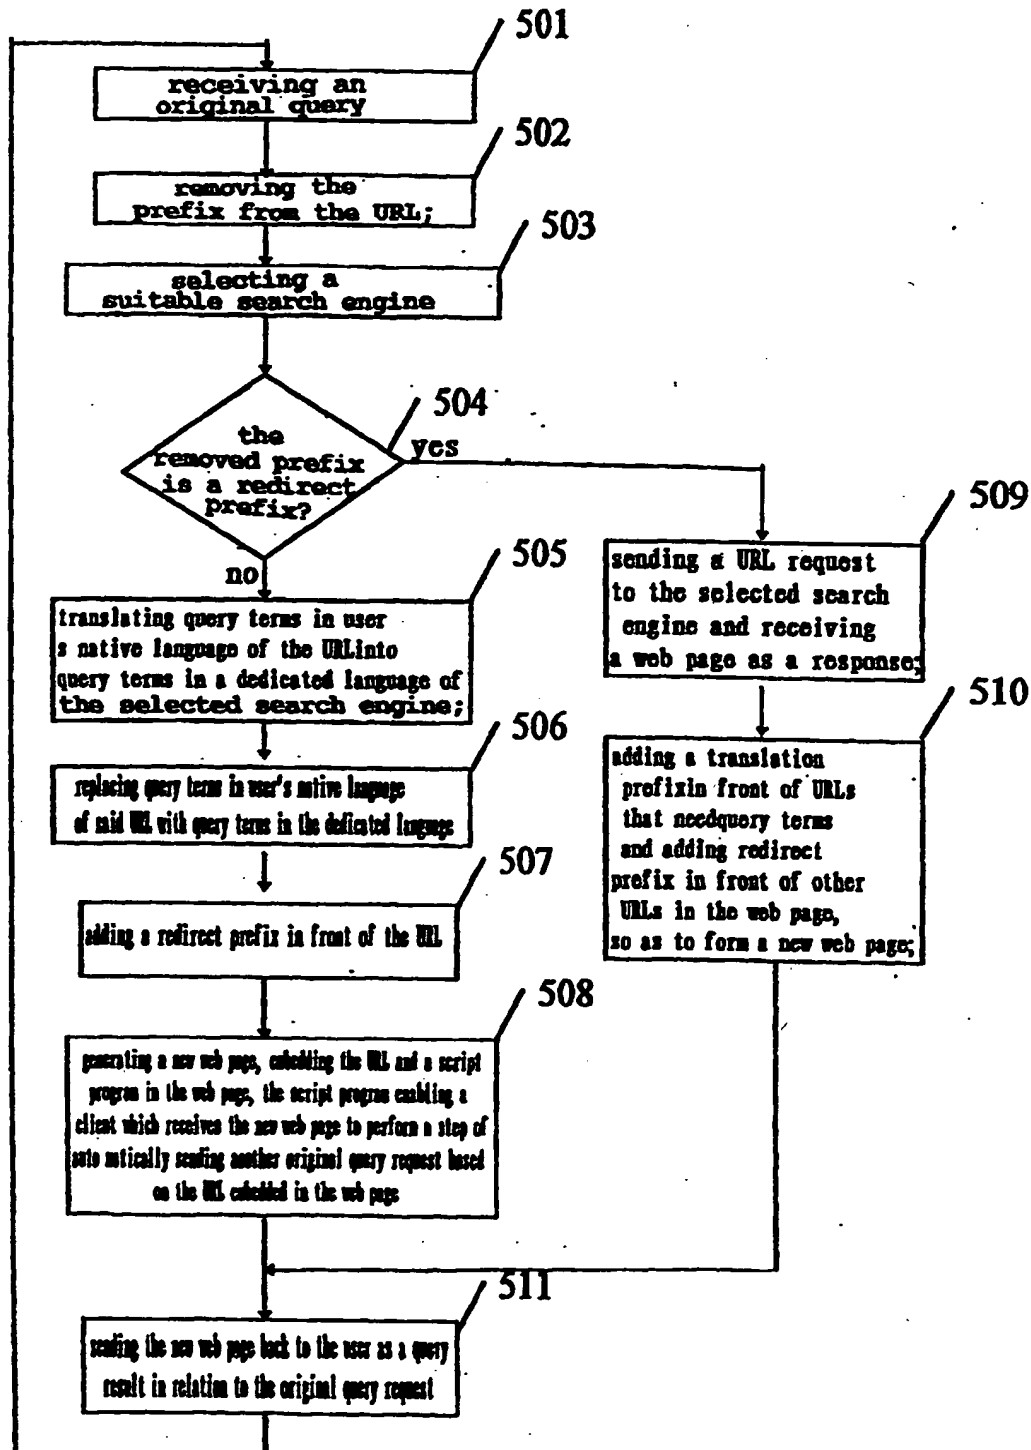 501
receiving an
original query
502
removing the
prefix from the URL;
503
selecting a
suitable search engine
504
the
removed prefix
is a redirect
prefix?
yes
no
505
translating query terms in user
s native language of the URLinto
query terms in a dedicated language of
the selected search engine;
506
replacing query terms in user's native language
of said URL with query terms in the dedicated language
507
adding a redirect prefix in front of the URL
508
generating a new web page, embedding the URL and a script
program in the web page, the script program enabling a
client which receives the new web page to perform a step of
auto matically sending another original query request based
on the URL embedded in the web page
509
sending a URL request
to the selected search
engine and receiving
a web page as a response;
510
adding a translation
prefixin front of URLs
that needquery terms
and adding redirect
prefix in front of other
URLs in the web page,
so as to form a new web page;
511
sending the new web page back to the user as a query
result in relation to the original query request